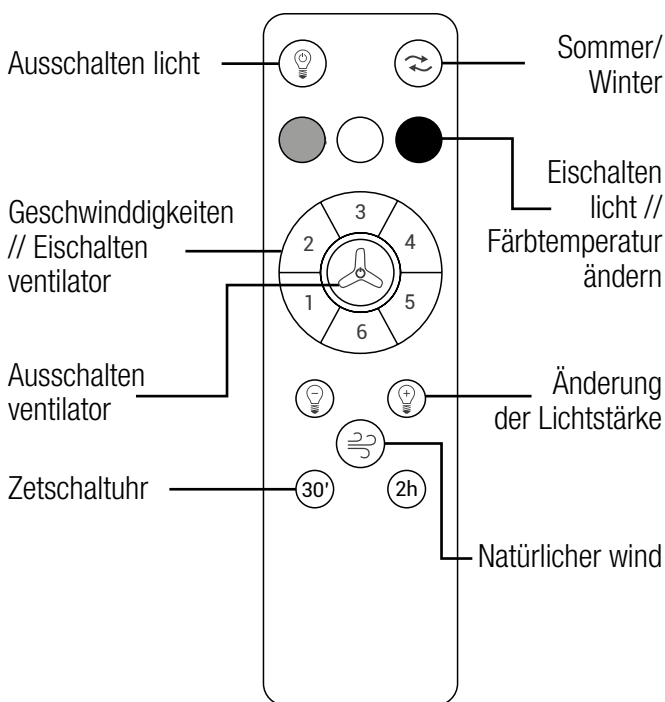 Ausschalten licht
Sommer/
Winter
Eischalten
licht //
Färbtemperatur
ändern
Geschwinddigkeiten
// Eischalten
ventilator
3
2
4
1
5
6
Ausschalten
ventilator
Änderung
der Lichtstärke
Zetschaltuhr
30'
2h
Natürlicher wind